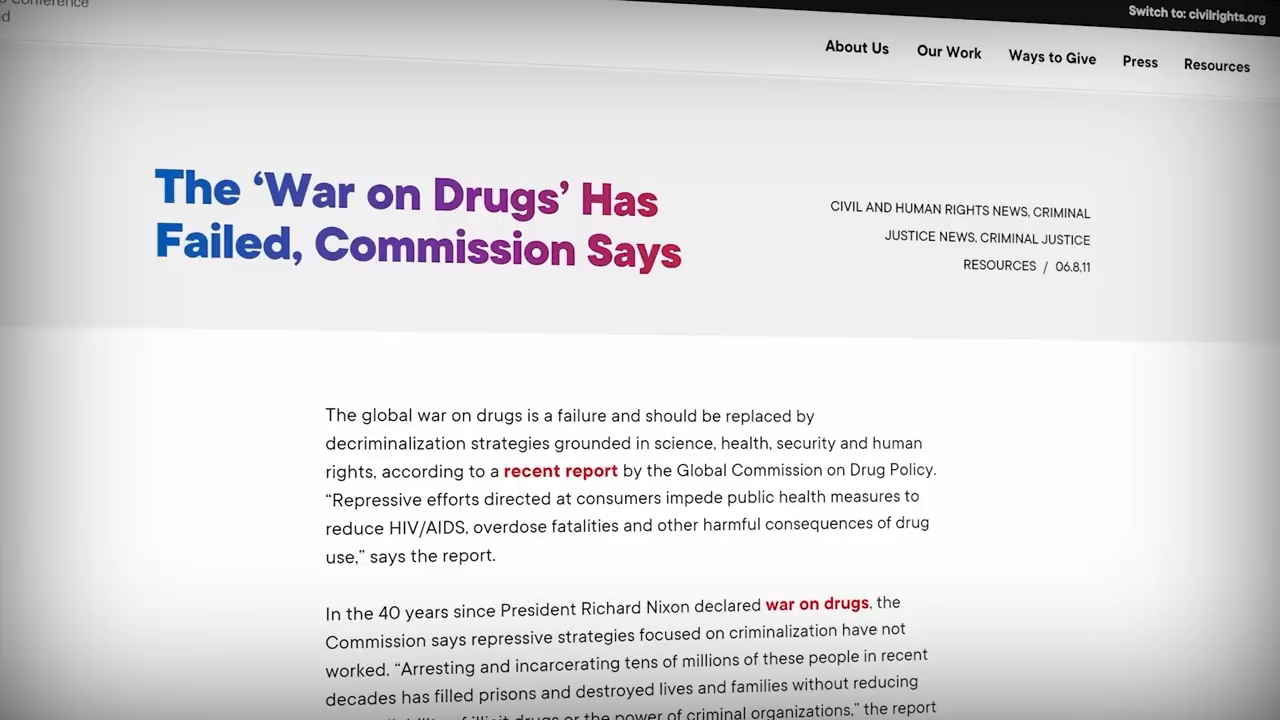 Conference
Switch to: civilrights.org
About Us Our Work Ways to Give Press Resources
The ‘War on Drugs’ Has
Failed, Commission Says
CIVIL AND HUMAN RIGHTS NEWS, CRIMINAL
JUSTICE NEWS, CRIMINAL JUSTICE
RESOURCES / 06.8.11
The global war on drugs is a failure and should be replaced by
decriminalization strategies grounded in science, health, security and human
rights, according to a recent report by the Global Commission on Drug Policy.
“Repressive efforts directed at consumers impede public health measures to
reduce HIV/AIDS, overdose fatalities and other harmful consequences of drug
use,” says the report.
In the 40 years since President Richard Nixon declared war on drugs, the
Commission says repressive strategies focused on criminalization have not
worked. “Arresting and incarcerating tens of millions of these people in recent
decades has filled prisons and destroyed lives and families without reducing
of illicit drugs or the power of criminal organizations,” the report